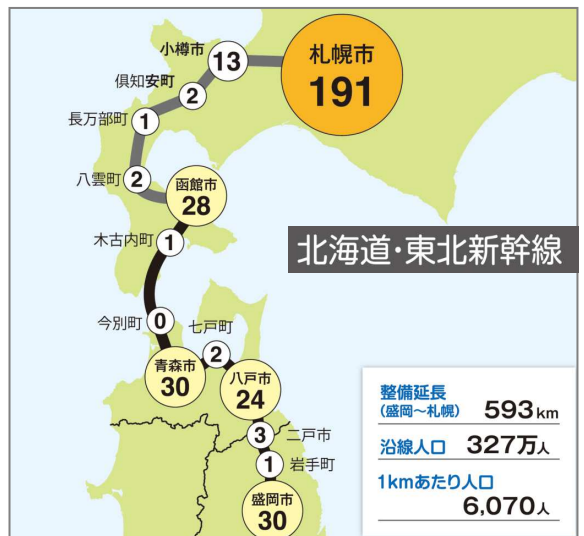 小樽市
13
札幌市
191
倶知安町
2
長万部町
1
八雲町
2
函館市
28
木古内町
1
北海道・東北新幹線
今別町
0
七戸町
2
青森市
30
八戸市
24
3
二戸市
1
岩手町
盛岡市
30
整備延長
(盛岡〜札幌) 593km
沿線人口 327万人
1kmあたり人口
6,070人